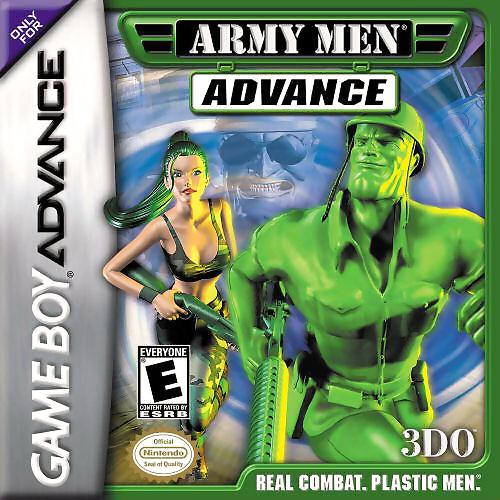 ONLY
FOR
GAME BOY ADVANCE
ARMY MEN®
ADVANCE
EVERYONE
E
CONTENT RATED BY
ESRB
Official
Nintendo
Seal of Quality
3DO™
REAL COMBAT. PLASTIC MEN.®